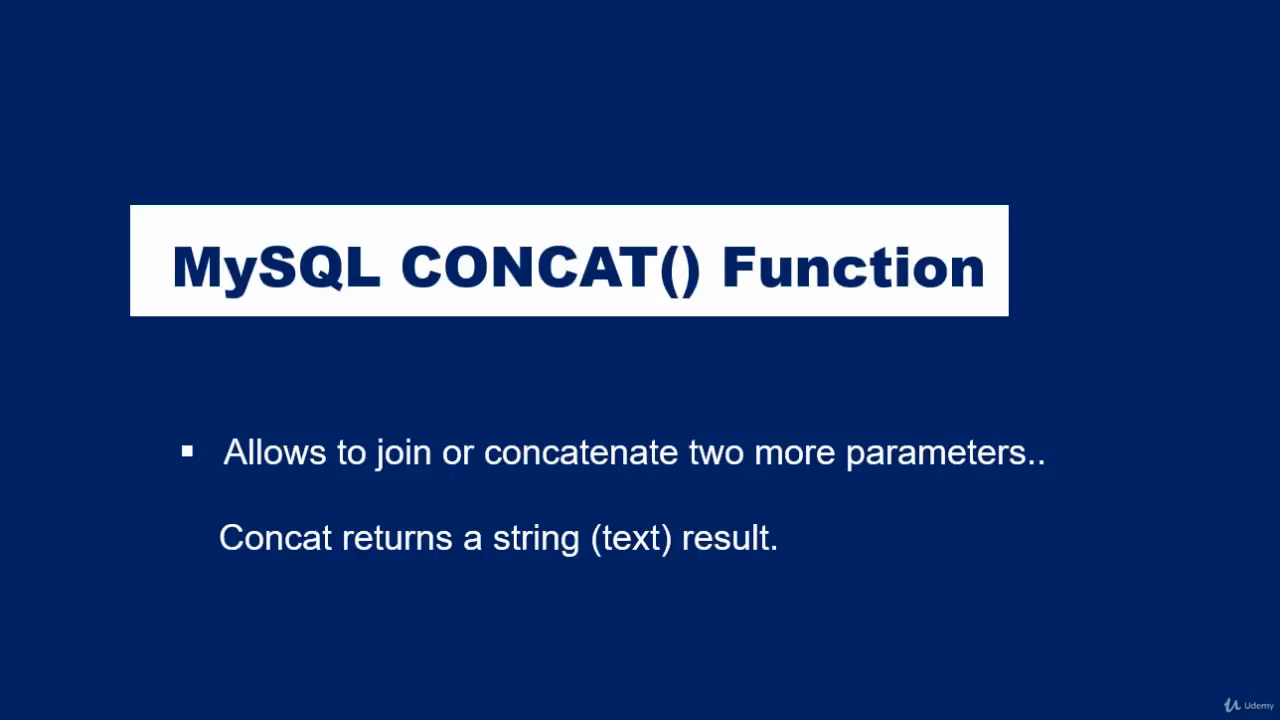 MySQL CONCAT() Function
▪ Allows to join or concatenate two more parameters..
Concat returns a string (text) result.
Udemy